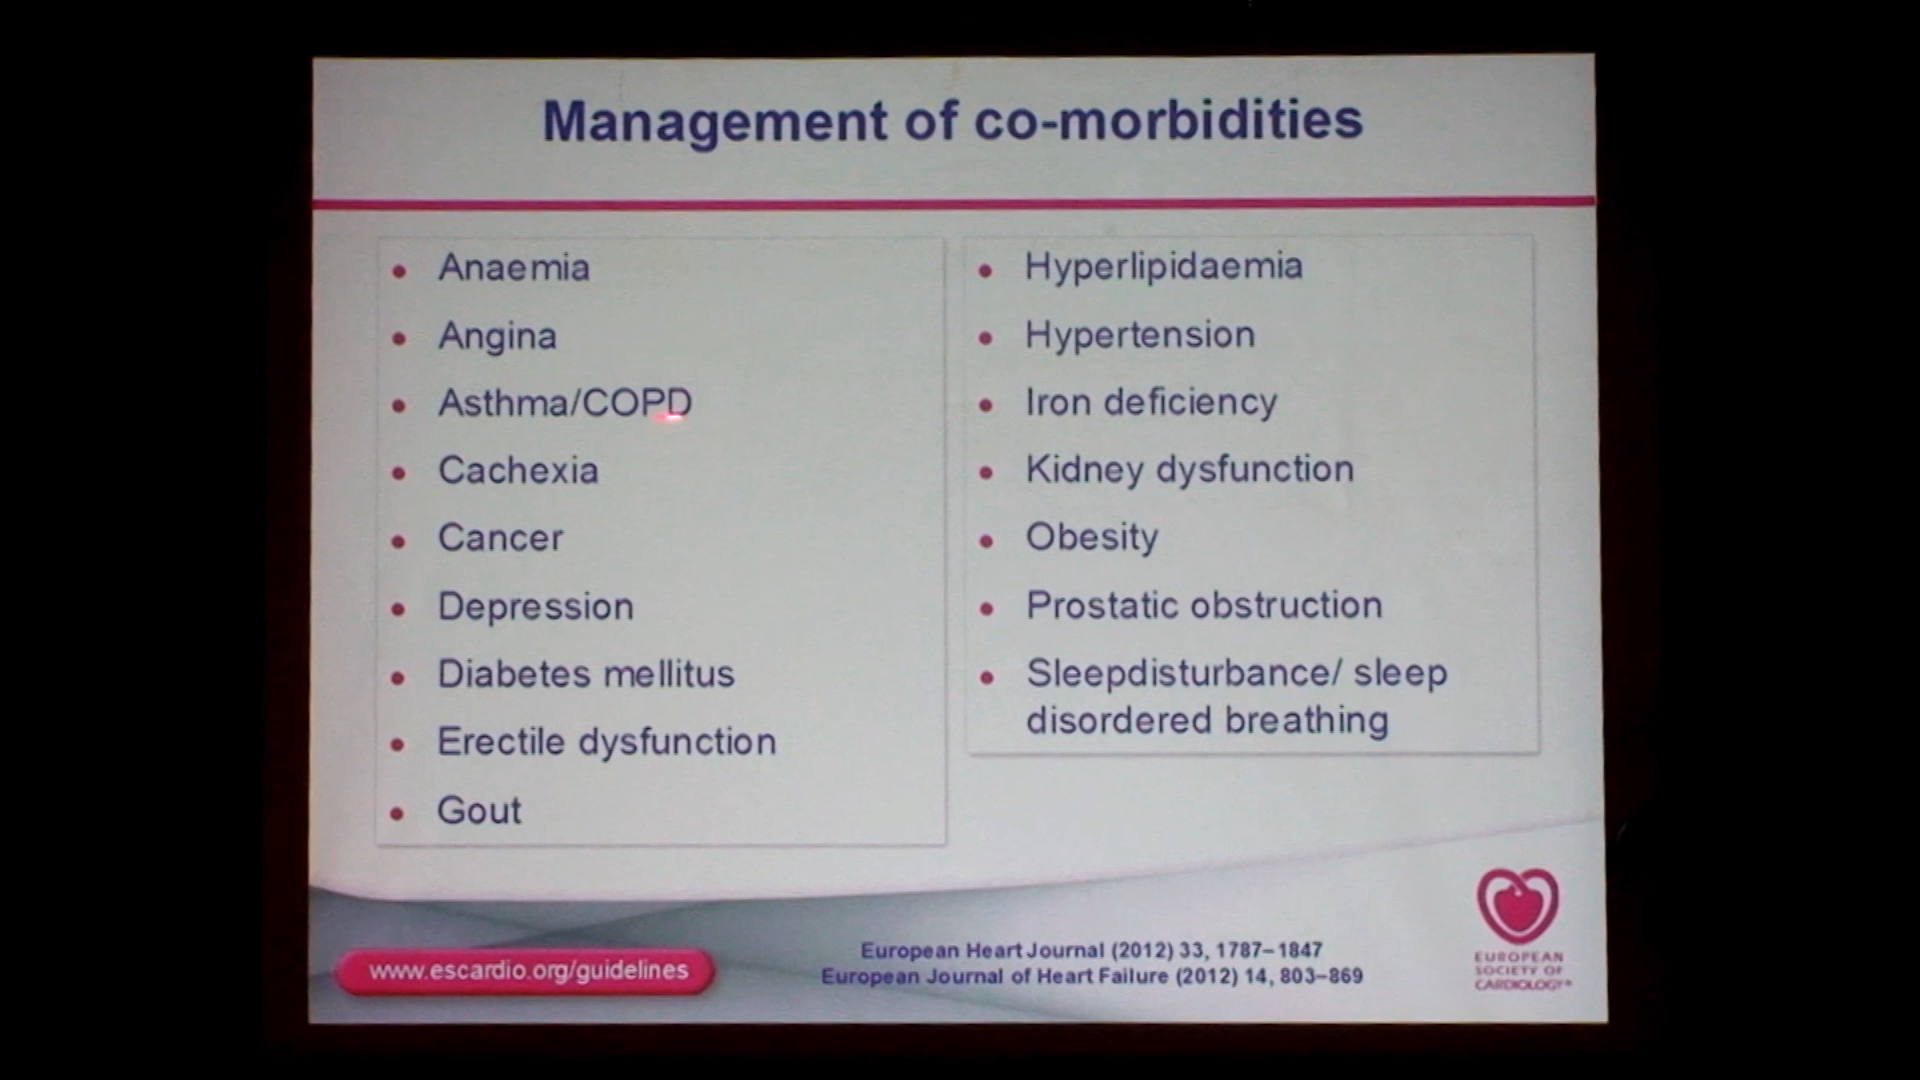 Management of co-morbidities
Anaemia
Angina
Asthma/COPD
Cachexia
Cancer
Depression
Diabetes mellitus
Erectile dysfunction
Gout
Hyperlipidaemia
Hypertension
Iron deficiency
Kidney dysfunction
Obesity
Prostatic obstruction
Sleepdisturbance/ sleep
disordered breathing
www.escardio.org/guidelines
European Heart Journal (2012) 33, 1787–1847
European Journal of Heart Failure (2012) 14, 803–869
EUROPEAN
SOCIETY OF
CARDIOLOGY®